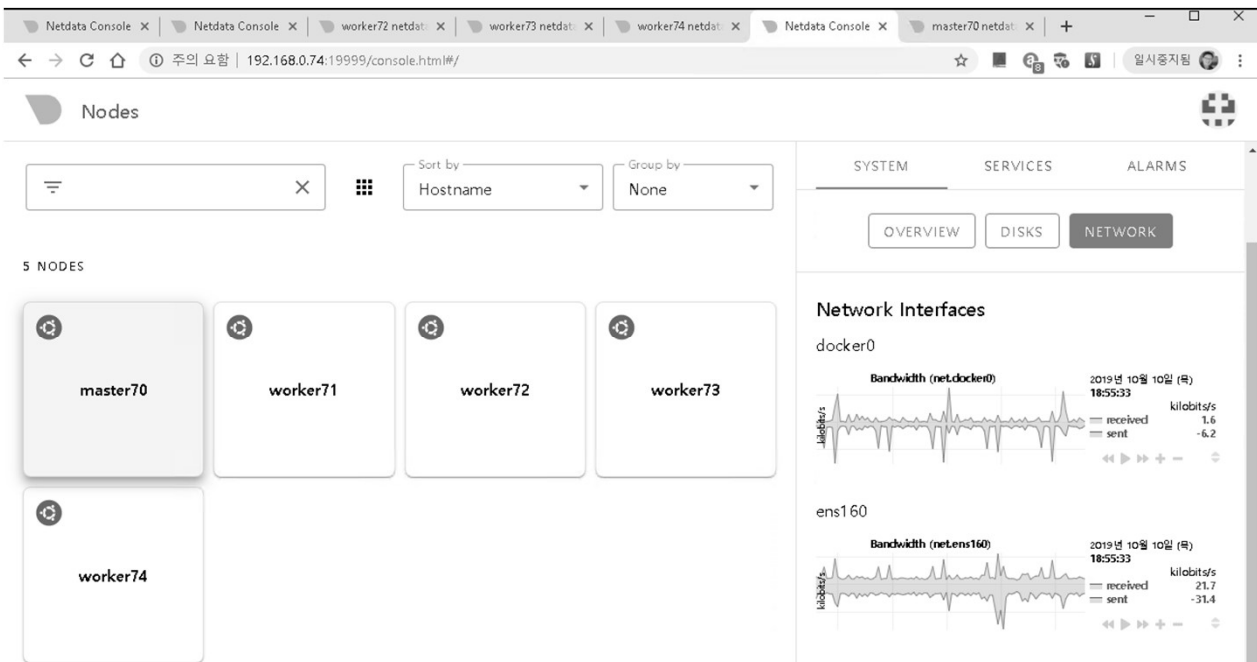 Netdata Console
Netdata Console
worker72 netdat
worker73 netdat
worker74 netdat
Netdata Console
master70 netdat
주의 요함 | 192.168.0.74:19999/console.html#/
8
S
일시중지됨
Nodes
Sort by
Hostname
Group by
None
5 NODES
master70
worker71
worker72
worker73
worker74
SYSTEM
SERVICES
ALARMS
OVERVIEW
DISKS
NETWORK
Network Interfaces
docker0
Bandwidth (net.docker0)
kilobits/s
2019년 10월 10일 (목)
18:55:33
kilobits/s
received 1.6
sent -6.2
ens160
Bandwidth (net.ens160)
kilobits/s
2019년 10월 10일 (목)
18:55:33
kilobits/s
received 21.7
sent -31.4